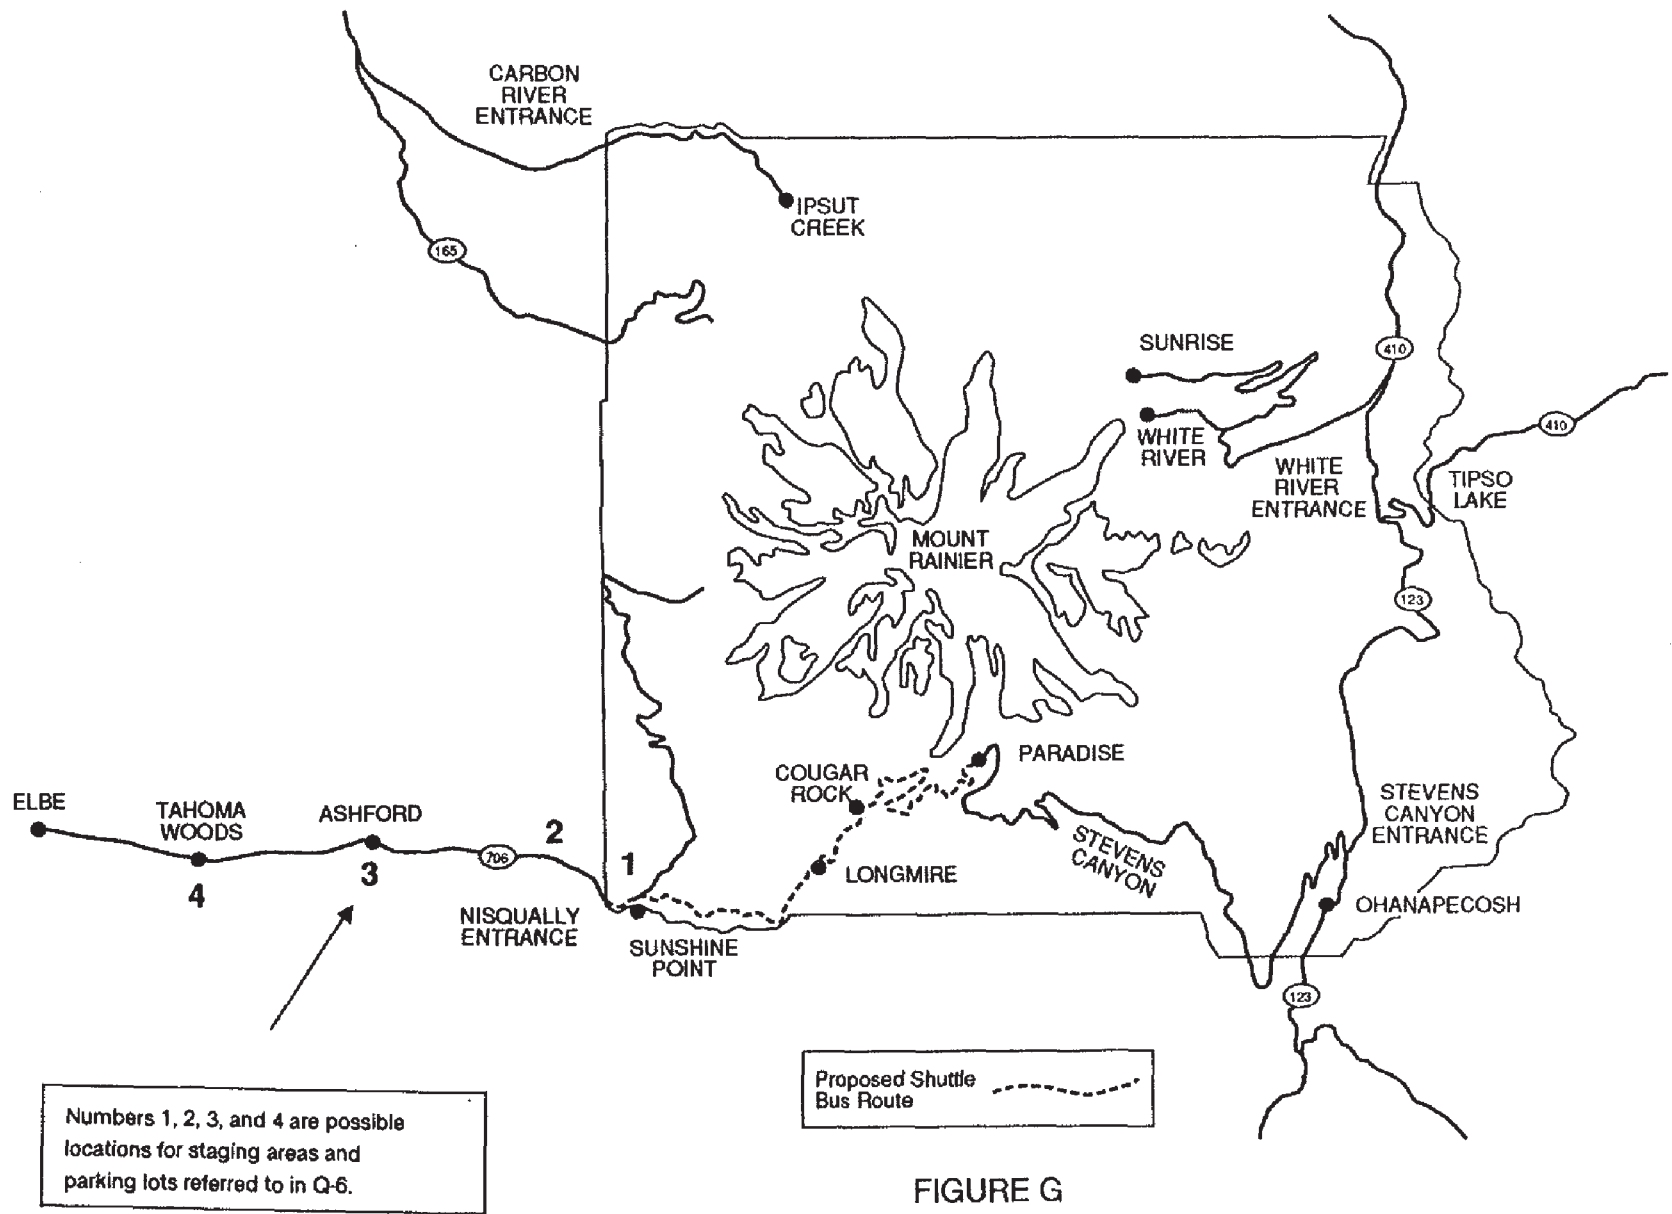 CARBON
RIVER
ENTRANCE
IPSUT
CREEK
165
SUNRISE
410
WHITE
RIVER
WHITE
RIVER
ENTRANCE
410
TIPSO
LAKE
MOUNT
RAINIER
123
PARADISE
COUGAR
ROCK
ELBE
TAHOMA
WOODS
ASHFORD
2
706
1
3
4
NISQUALLY
ENTRANCE
SUNSHINE
POINT
LONGMIRE
STEVENS
CANYON
STEVENS
CANYON
ENTRANCE
OHANAPECOSH
123
Proposed Shuttle
Bus Route
Numbers 1, 2, 3, and 4 are possible
locations for staging areas and
parking lots referred to in Q-6.
FIGURE G